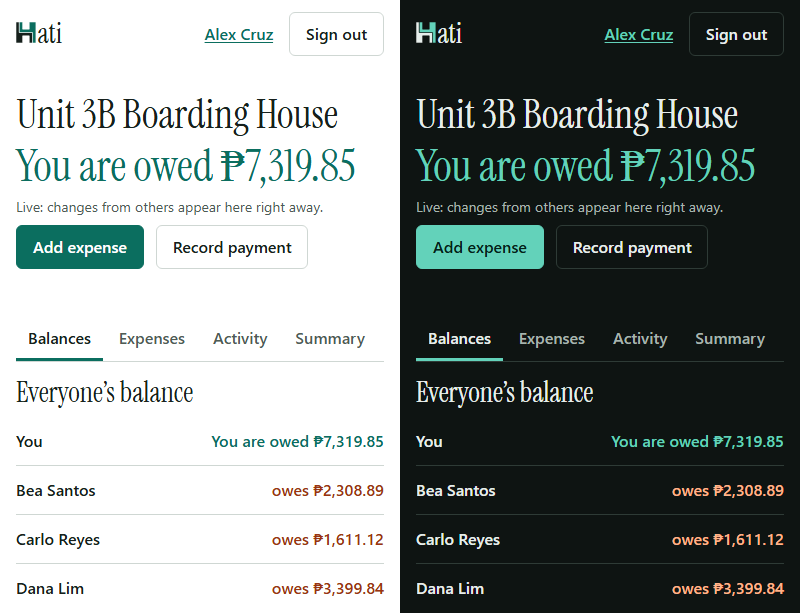 Hati
Alex Cruz
Sign out
Unit 3B Boarding House
You are owed ₱7,319.85
Live: changes from others appear here right away.
Add expense
Record payment
Balances Expenses Activity Summary
Everyone’s balance
You You are owed ₱7,319.85
Bea Santos owes ₱2,308.89
Carlo Reyes owes ₱1,611.12
Dana Lim owes ₱3,399.84
Hati
Alex Cruz
Sign out
Unit 3B Boarding House
You are owed ₱7,319.85
Live: changes from others appear here right away.
Add expense
Record payment
Balances Expenses Activity Summary
Everyone’s balance
You You are owed ₱7,319.85
Bea Santos owes ₱2,308.89
Carlo Reyes owes ₱1,611.12
Dana Lim owes ₱3,399.84